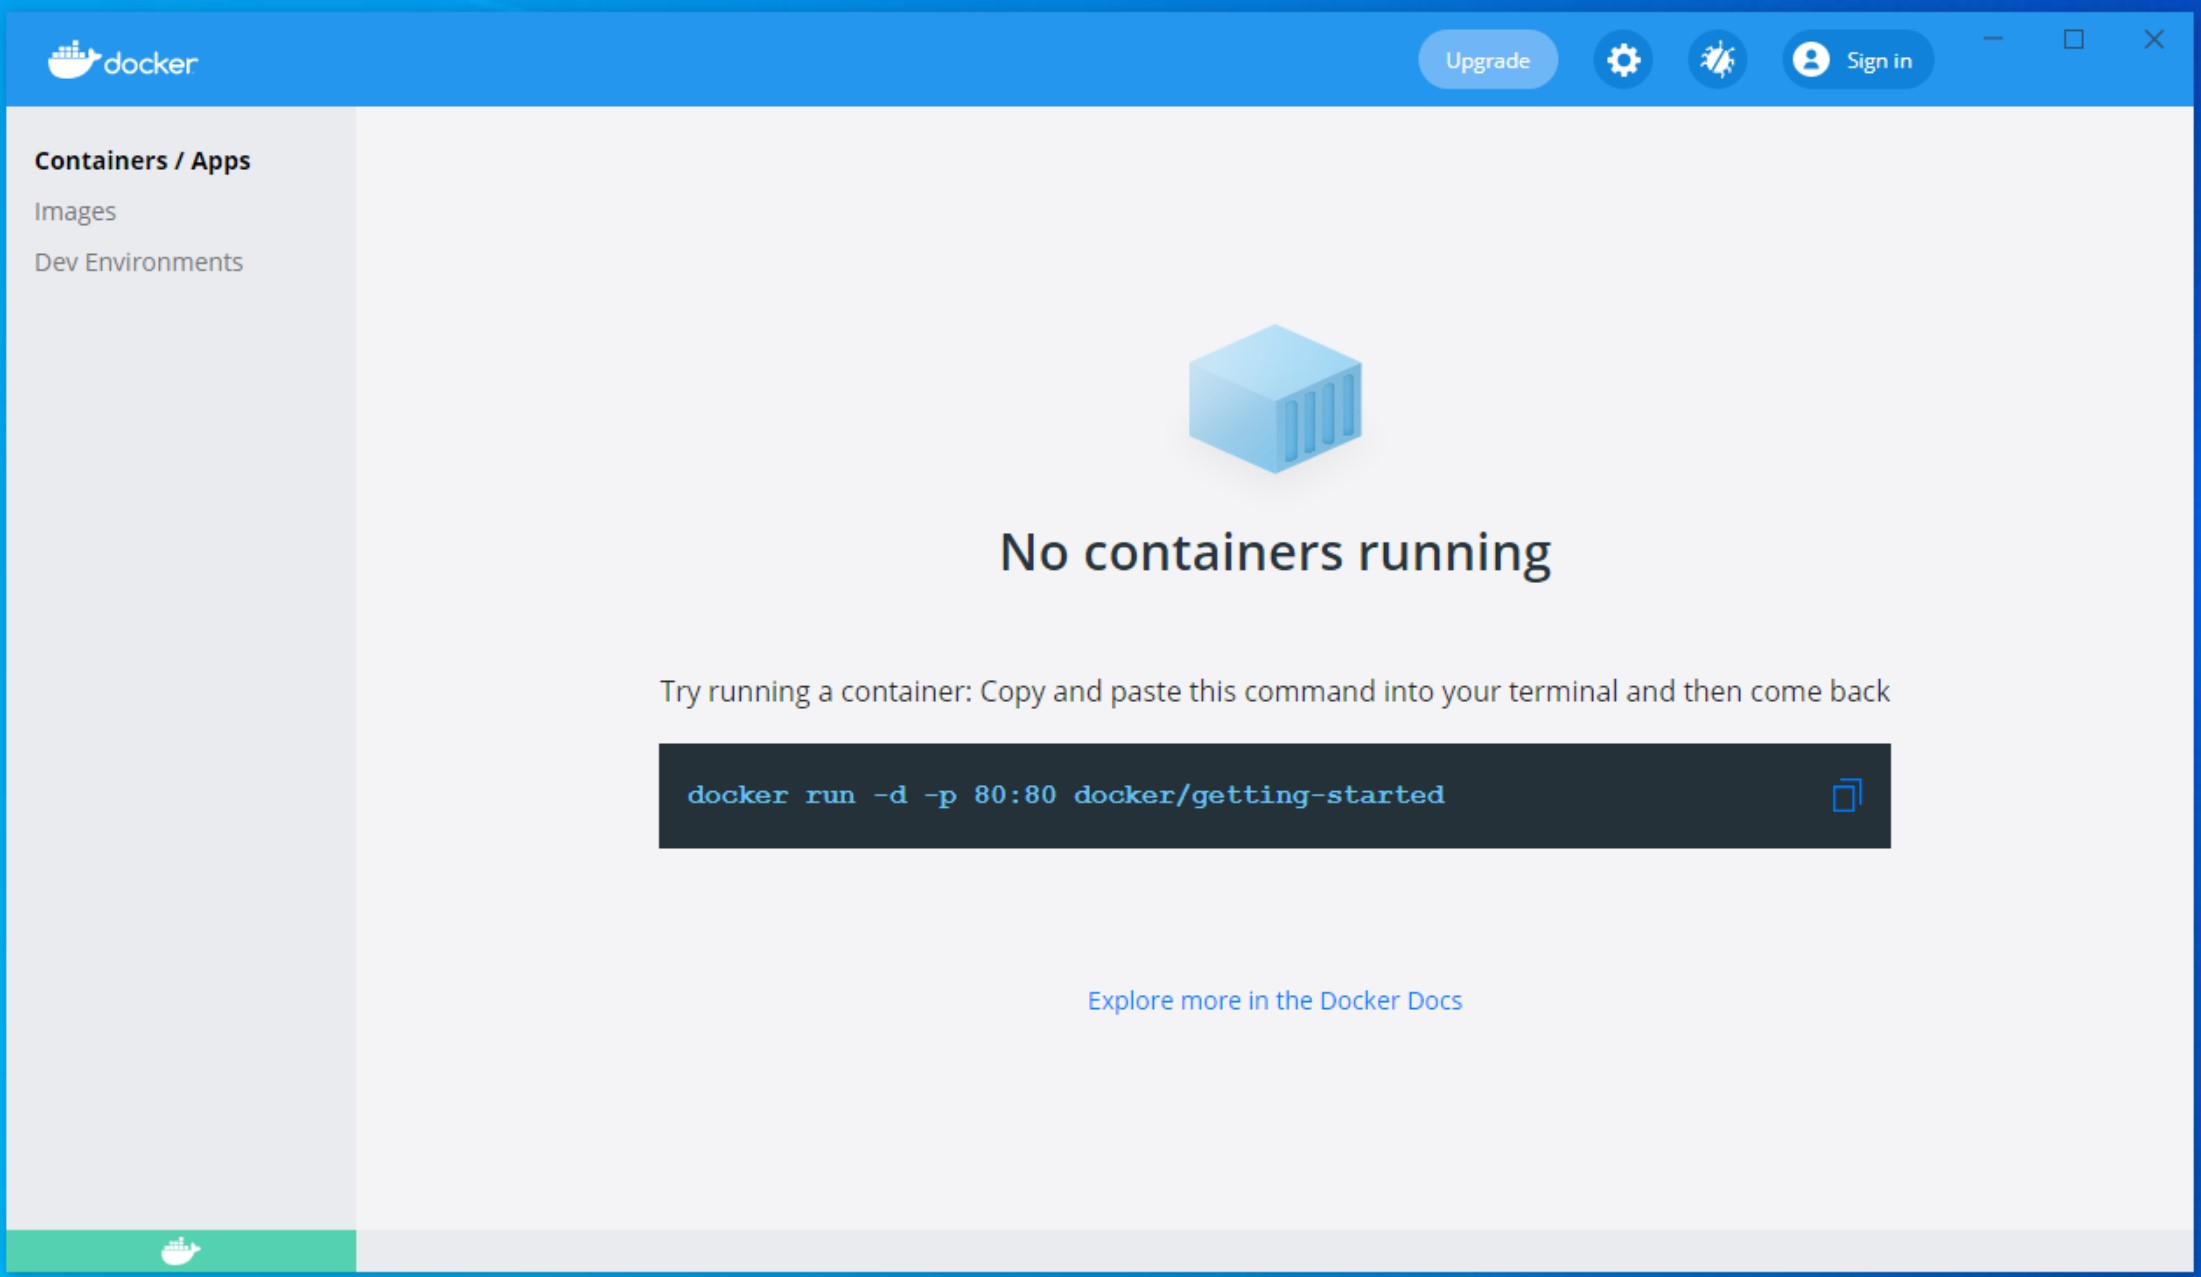 docker
Upgrade
Sign in
Containers / Apps
Images
Dev Environments
No containers running
Try running a container: Copy and paste this command into your terminal and then come back
docker run -d -p 80:80 docker/getting-started
Explore more in the Docker Docs